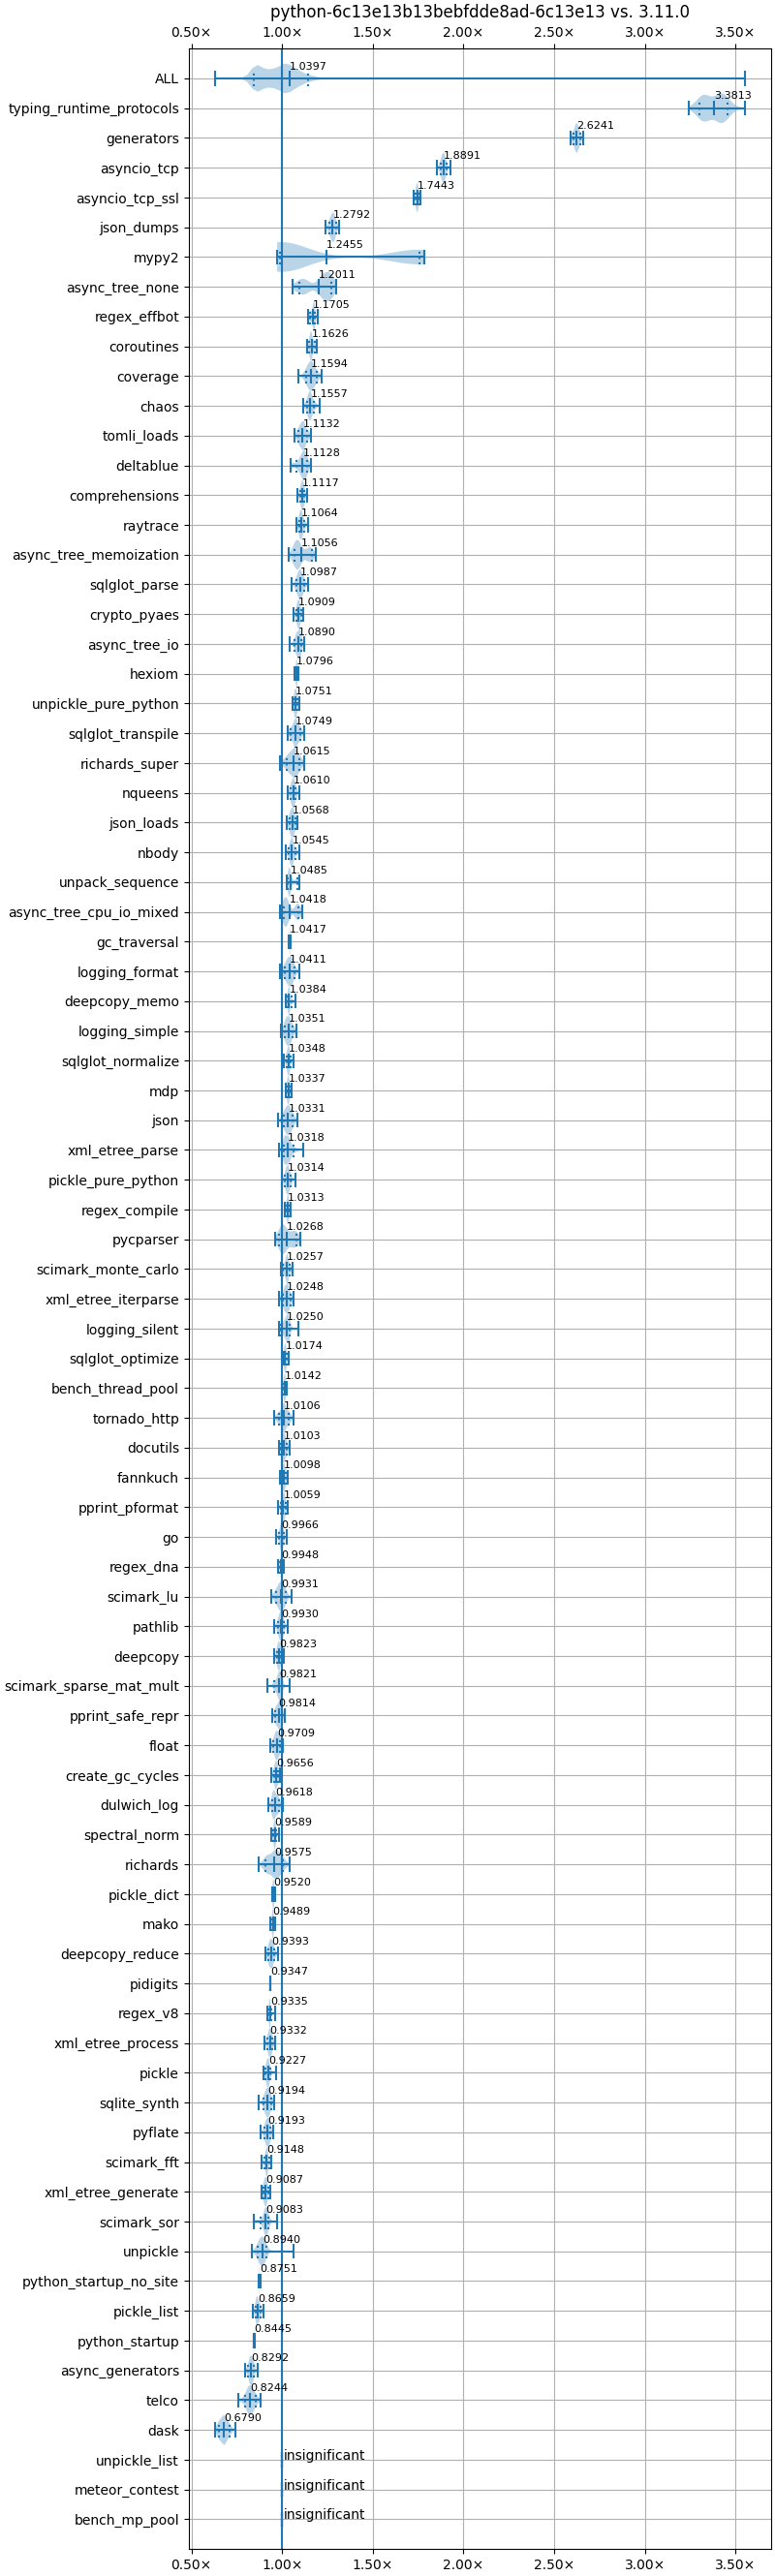 python-6c13e13b13bebfdde8ad-6c13e13 vs. 3.11.0
0.50× 1.00× 1.50× 2.00× 2.50× 3.00× 3.50×
ALL 1.0397
typing_runtime_protocols 3.3813
generators 2.6241
asyncio_tcp 1.8891
asyncio_tcp_ssl 1.7443
json_dumps 1.2792
mypy2 1.2455
async_tree_none 1.2011
regex_effbot 1.1705
coroutines 1.1626
coverage 1.1594
chaos 1.1557
tomli_loads 1.1132
deltablue 1.1128
comprehensions 1.1117
raytrace 1.1064
async_tree_memoization 1.1056
sqlglot_parse 1.0987
crypto_pyaes 1.0909
async_tree_io 1.0890
hexiom 1.0796
unpickle_pure_python 1.0751
sqlglot_transpile 1.0749
richards_super 1.0615
nqueens 1.0610
json_loads 1.0568
nbody 1.0545
unpack_sequence 1.0485
async_tree_cpu_io_mixed 1.0418
gc_traversal 1.0417
logging_format 1.0411
deepcopy_memo 1.0384
logging_simple 1.0351
sqlglot_normalize 1.0348
mdp 1.0337
json 1.0331
xml_etree_parse 1.0318
pickle_pure_python 1.0314
regex_compile 1.0313
pycparser 1.0268
scimark_monte_carlo 1.0257
xml_etree_iterparse 1.0248
logging_silent 1.0250
sqlglot_optimize 1.0174
bench_thread_pool 1.0142
tornado_http 1.0106
docutils 1.0103
fannkuch 1.0098
pprint_pformat 1.0059
go 0.9966
regex_dna 0.9948
scimark_lu 0.9931
pathlib 0.9930
deepcopy 0.9823
scimark_sparse_mat_mult 0.9821
pprint_safe_repr 0.9814
float 0.9709
create_gc_cycles 0.9656
dulwich_log 0.9618
spectral_norm 0.9589
richards 0.9575
pickle_dict 0.9520
mako 0.9489
deepcopy_reduce 0.9393
pidigits 0.9347
regex_v8 0.9335
xml_etree_process 0.9332
pickle 0.9227
sqlite_synth 0.9194
pyflate 0.9193
scimark_fft 0.9148
xml_etree_generate 0.9087
scimark_sor 0.9083
unpickle 0.8940
python_startup_no_site 0.8751
pickle_list 0.8659
python_startup 0.8445
async_generators 0.8292
telco 0.8244
dask 0.6790
unpickle_list insignificant
meteor_contest insignificant
bench_mp_pool insignificant
0.50× 1.00× 1.50× 2.00× 2.50× 3.00× 3.50×